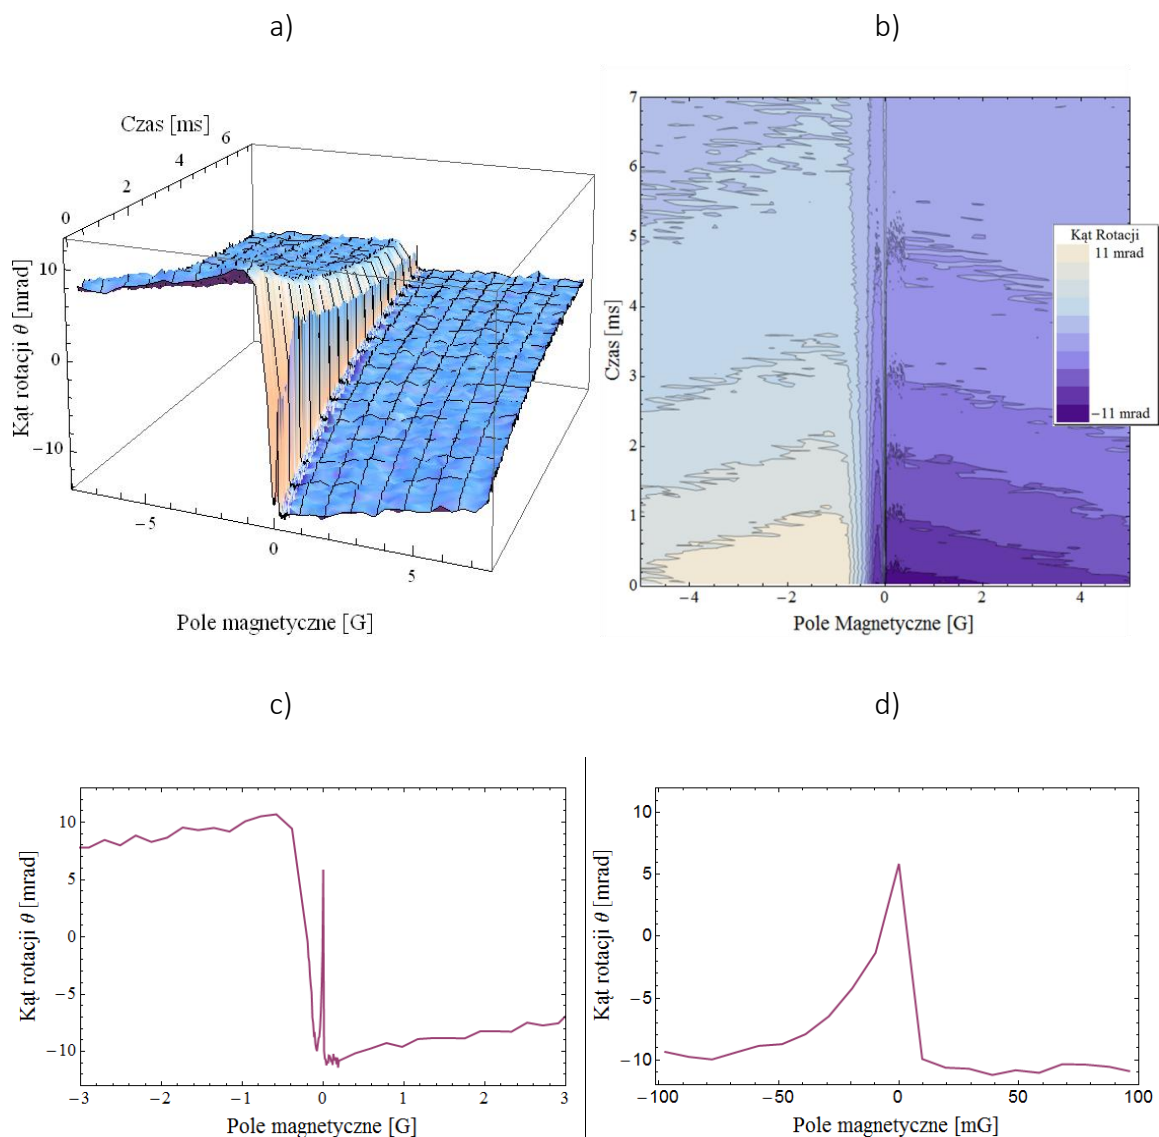 a)
b)
Czas [ms]
0
2
4
6
Kąt rotacji θ [mrad]
10
0
−10
−5
0
5
Pole magnetyczne [G]
Czas [ms]
7
6
5
4
3
2
1
0
−4
−2
0
2
4
Pole Magnetyczne [G]
Kąt Rotacji
11 mrad
−11 mrad
c)
d)
Kąt rotacji θ [mrad]
10
5
0
−5
−10
−3
−2
−1
0
1
2
3
Pole magnetyczne [G]
Kąt rotacji θ [mrad]
10
5
0
−5
−10
−100
−50
0
50
100
Pole magnetyczne [mG]